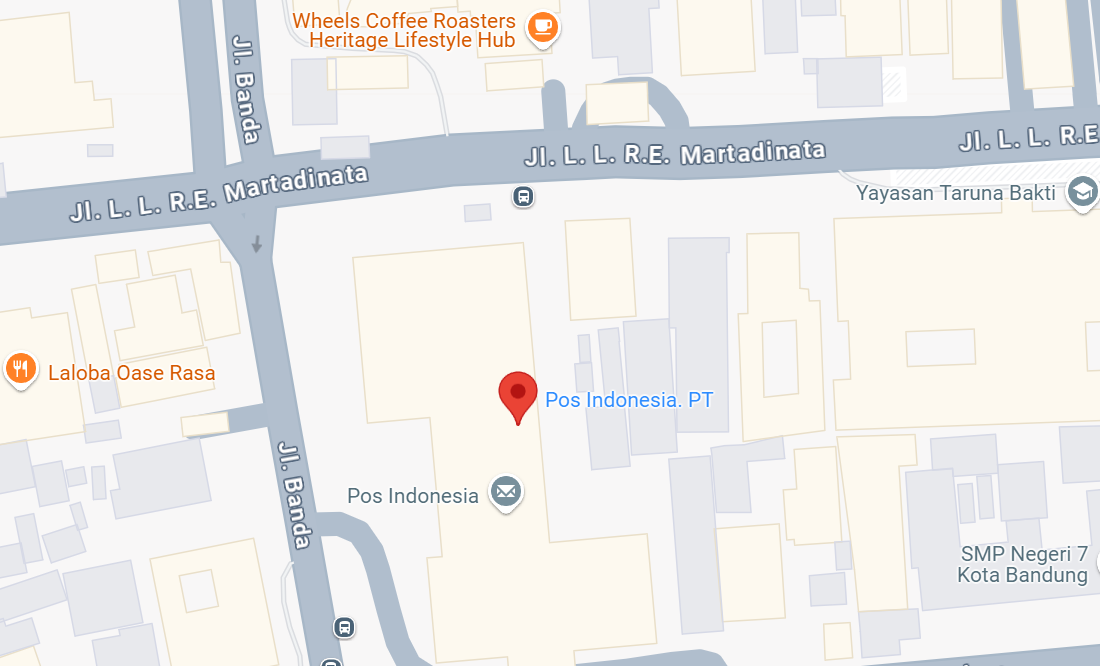 Wheels Coffee Roasters
Heritage Lifestyle Hub
Jl. Banda
Jl. L. L. R.E. Martadinata
Jl. L. L. R.E. Martadinata
Jl. L. L. R.E
Yayasan Taruna Bakti
Laloba Oase Rasa
Pos Indonesia. PT
Jl. Banda
Pos Indonesia
SMP Negeri 7
Kota Bandung